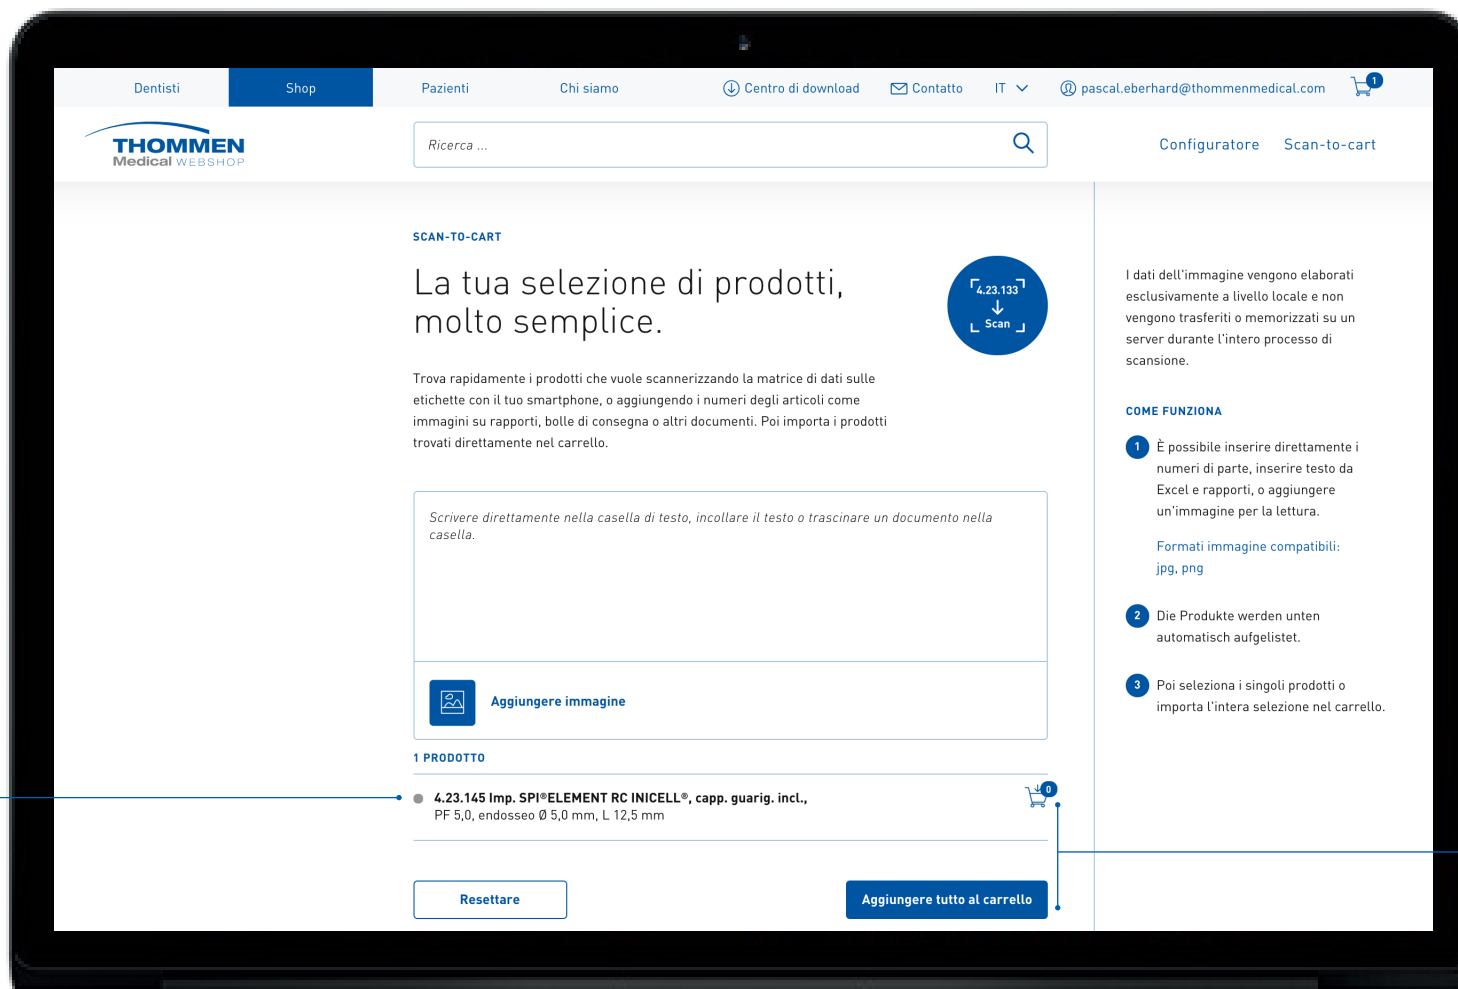 Dentisti
Shop
Pazienti
Chi siamo
Centro di download
Contatto
IT
pascal.eberhard@thommenmedical.com
1
THOMMEN
Medical WEBSHOP
Ricerca ...
Configuratore
Scan-to-cart
SCAN-TO-CART
La tua selezione di prodotti,
molto semplice.
4.23.133
Scan
Trova rapidamente i prodotti che vuole scannerizzando la matrice di dati sulle
etichette con il tuo smartphone, o aggiungendo i numeri degli articoli come
immagini su rapporti, bolle di consegna o altri documenti. Poi importa i prodotti
trovati direttamente nel carrello.
Scrivere direttamente nella casella di testo, incollare il testo o trascinare un documento nella
casella.
Aggiungere immagine
1 PRODOTTO
4.23.145 Imp. SPI®ELEMENT RC INICELL®, capp. guarig. incl.,
PF 5,0, endosseo Ø 5,0 mm, L 12,5 mm
0
Resettare
Aggiungere tutto al carrello
I dati dell'immagine vengono elaborati
esclusivamente a livello locale e non
vengono trasferiti o memorizzati su un
server durante l'intero processo di
scansione.
COME FUNZIONA
1 È possibile inserire direttamente i
numeri di parte, inserire testo da
Excel e rapporti, o aggiungere
un'immagine per la lettura.
Formati immagine compatibili:
jpg, png
2 Die Produkte werden unten
automatisch aufgelistet.
3 Poi seleziona i singoli prodotti o
importa l'intera selezione nel carrello.